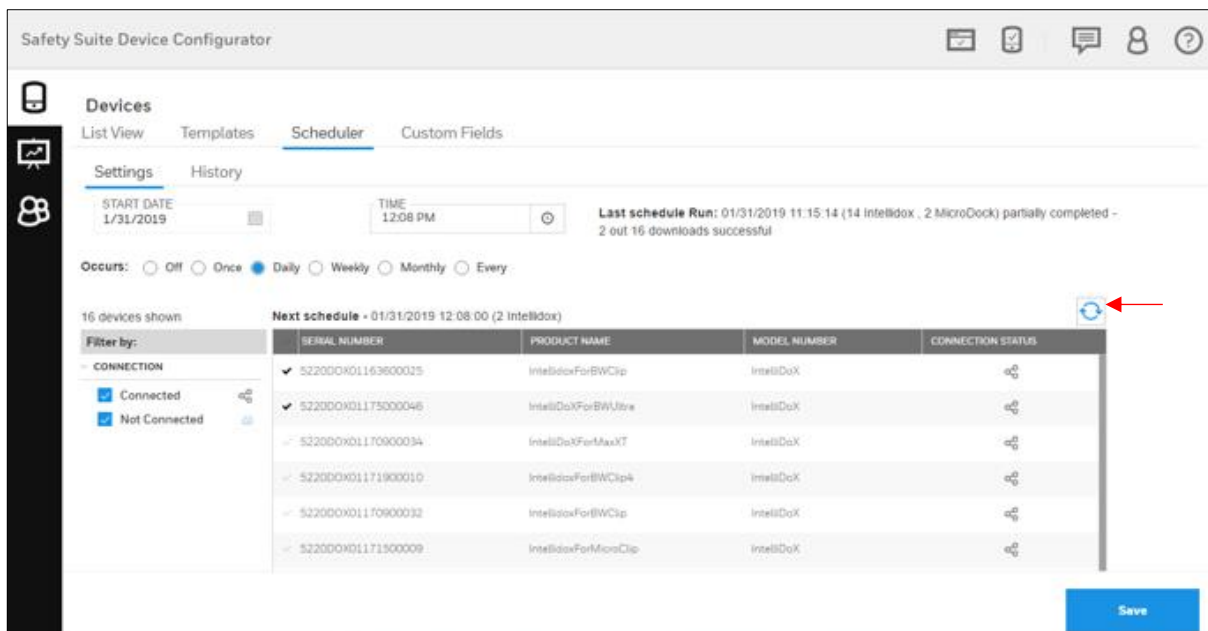 Safety Suite Device Configurator
Devices
List View Templates Scheduler Custom Fields
Settings History
START DATE
1/31/2019
TIME
12:08 PM
Last schedule Run: 01/31/2019 11:15:14 (14 Intellidox , 2 MicroDock) partially completed -
2 out 16 downloads successful
Occurs: Off Once Daily Weekly Monthly Every
16 devices shown
Next schedule - 01/31/2019 12:08:00 (2 Intellidox)
Filter by:
SERIAL NUMBER PRODUCT NAME MODEL NUMBER CONNECTION STATUS
CONNECTION
Connected
Not Connected
5220DOX01163600025 IntellidoxForBWClip IntelliDoX
5220DOX01175000046 IntelliDoXForBWUltra IntelliDoX
5220DOX01170900034 IntelliDoXForMaxXT IntelliDoX
5220DOX01171900010 IntellidoxForBWClip4 IntelliDoX
5220DOX01170900032 IntellidoxForBWClip IntelliDoX
5220DOX01171500009 IntellidoxForMicroClip IntelliDoX
Save